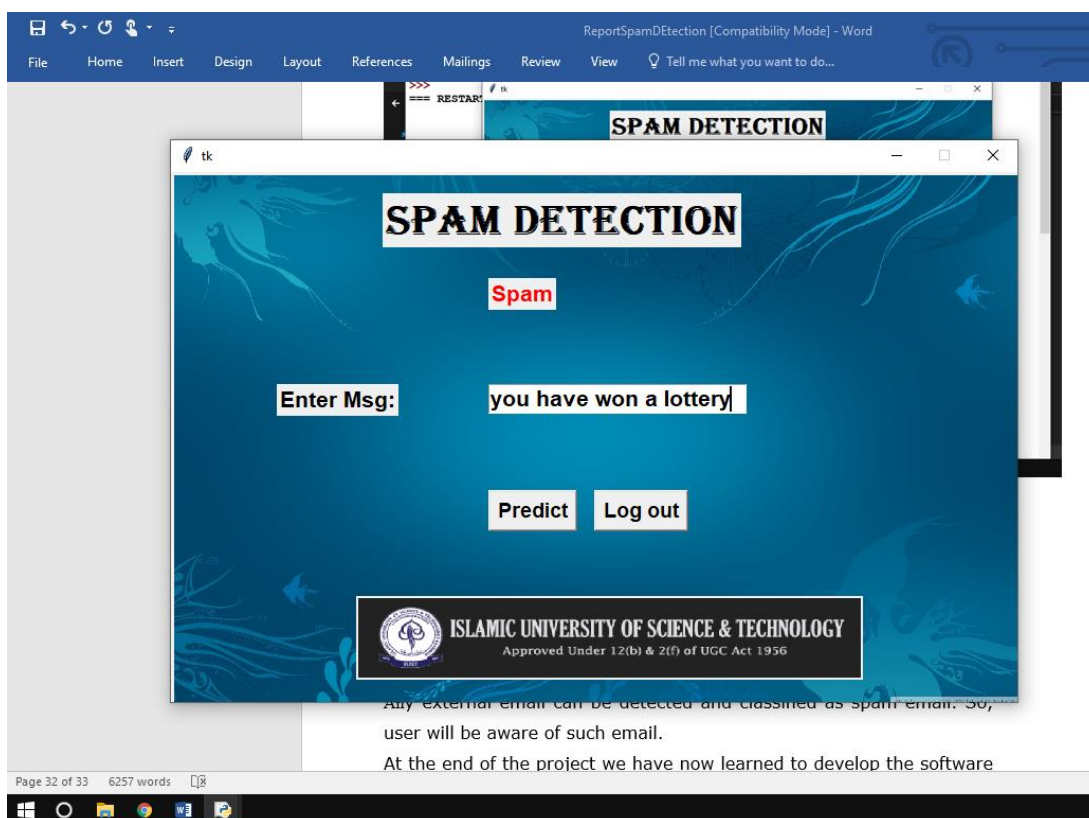 ReportSpamDEtection [Compatibility Mode] - Word
File Home Insert Design Layout References Mailings Review View Tell me what you want to do...
>>>
=== RESTAR
tk
SPAM DETECTION
tk
SPAM DETECTION
Spam
Enter Msg: you have won a lottery
Predict Log out
ISLAMIC UNIVERSITY OF SCIENCE & TECHNOLOGY
Approved Under 12(b) & 2(f) of UGC Act 1956
Any external email can be detected and classified as spam email. So,
user will be aware of such email.
At the end of the project we have now learned to develop the software
Page 32 of 33 6257 words